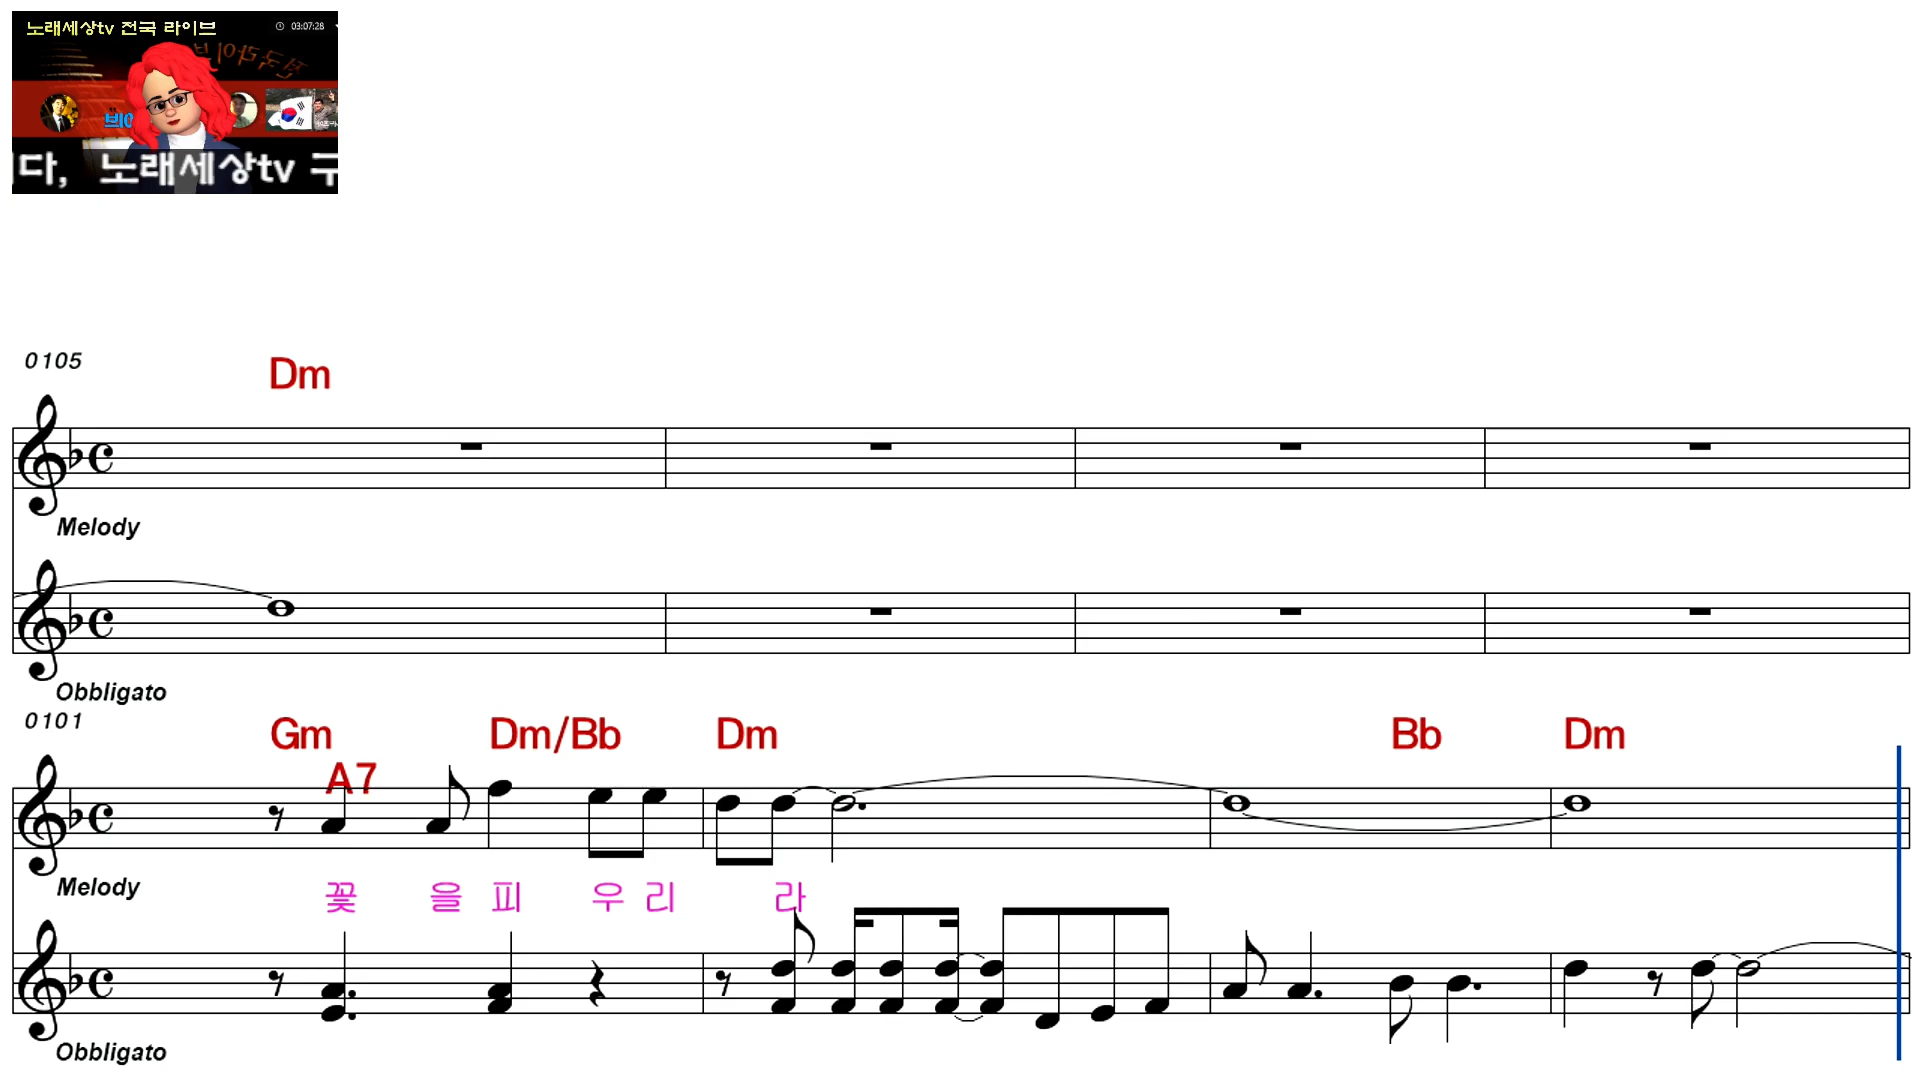 노래세상tv 전국 라이브
03:07:28
다, 노래세상tv 구
0105
Dm
Melody
Obbligato
0101
Gm Dm/Bb Dm Bb Dm
A7
Melody
꽃 을 피 우 리 라
Obbligato